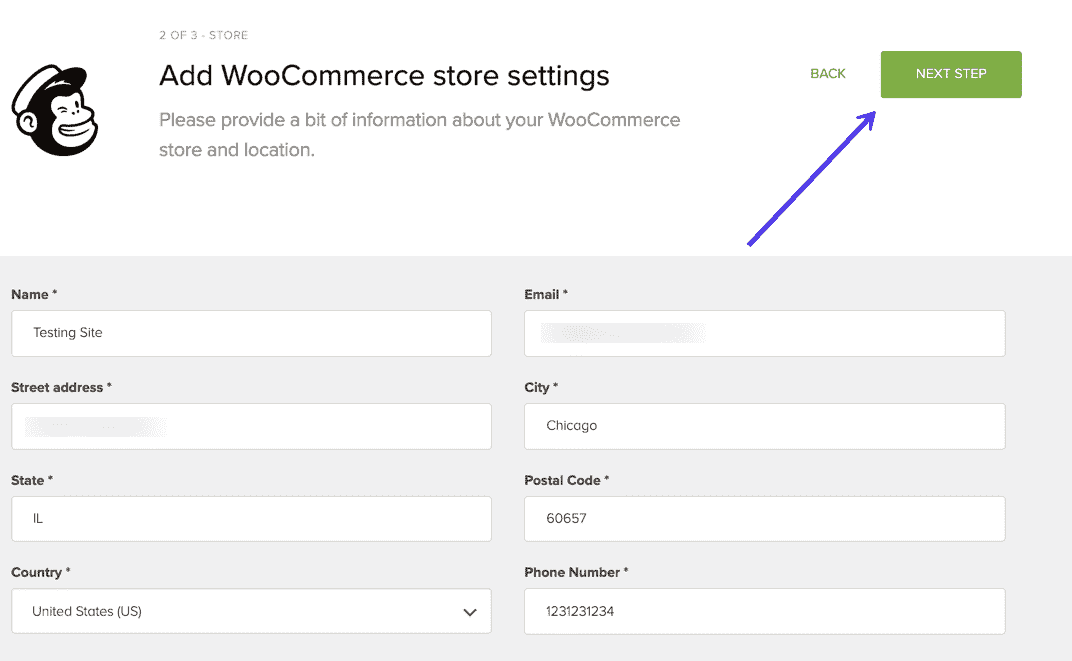 2 OF 3 - STORE
Add WooCommerce store settings
BACK
NEXT STEP
Please provide a bit of information about your WooCommerce
store and location.
Name *
Email *
Testing Site
Street address *
City *
Chicago
State *
Postal Code *
IL
60657
Country *
Phone Number *
United States (US)
1231231234